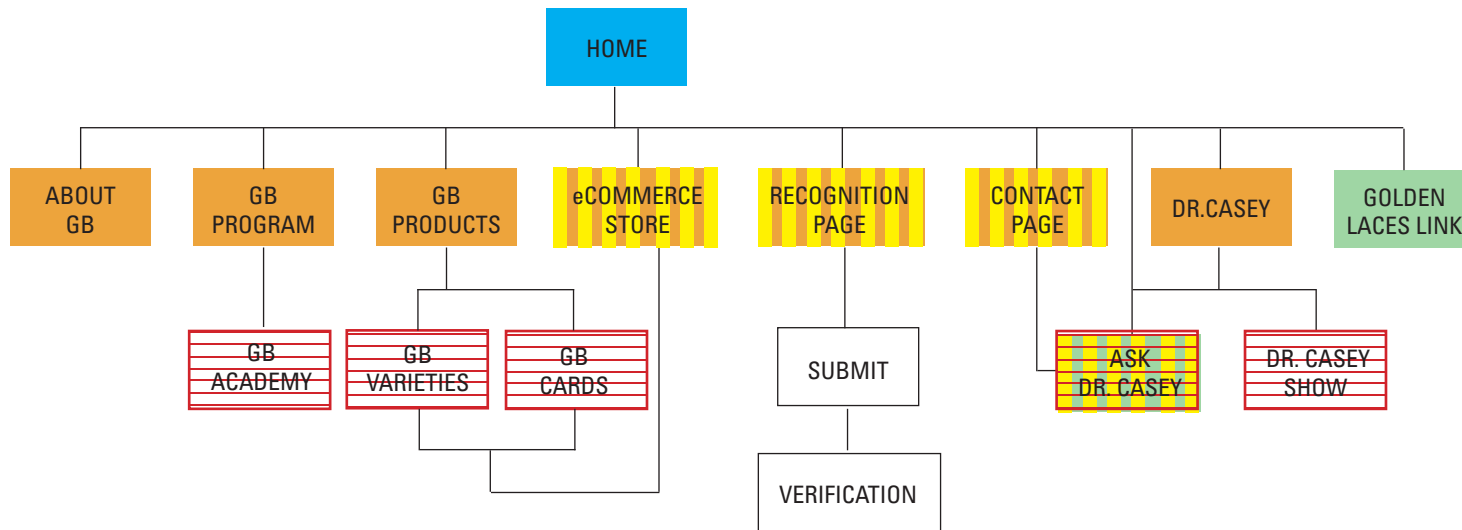 HOME
ABOUT
GB
GB
PROGRAM
GB
PRODUCTS
eCOMMERCE
STORE
RECOGNITION
PAGE
CONTACT
PAGE
DR.CASEY
GOLDEN
LACES LINK
GB
ACADEMY
GB
VARIETIES
GB
CARDS
SUBMIT
ASK
DR. CASEY
DR. CASEY
SHOW
VERIFICATION